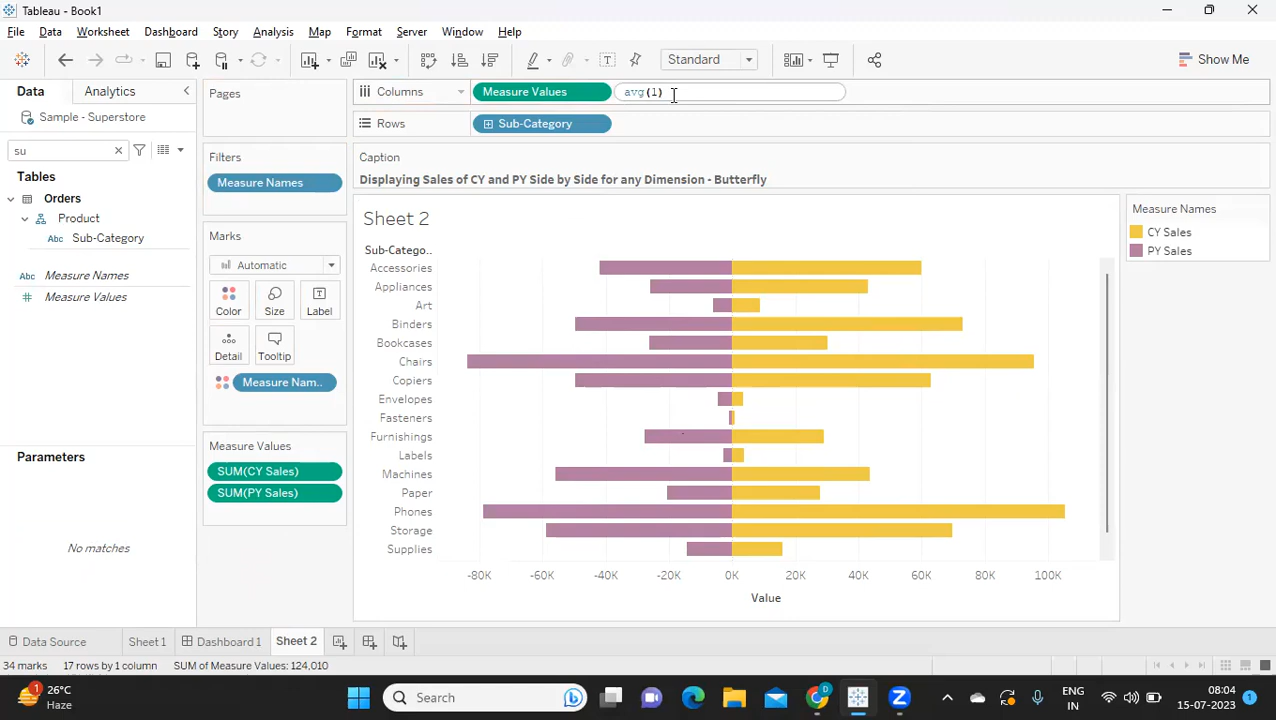 Tableau - Book1
File Data Worksheet Dashboard Story Analysis Map Format Server Window Help
Standard
Show Me
Data Analytics
Pages
Columns
Measure Values
avg(1)
Sample - Superstore
Rows
Sub-Category
su
Filters
Caption
Measure Names
Displaying Sales of CY and PY Side by Side for any Dimension - Butterfly
Tables
Orders
Product
Abc Sub-Category
Abc Measure Names
# Measure Values
Marks
Automatic
Color Size Label
Detail Tooltip
Measure Nam..
Measure Values
SUM(CY Sales)
SUM(PY Sales)
Parameters
No matches
Sheet 2
Sub-Catego..
Accessories
Appliances
Art
Binders
Bookcases
Chairs
Copiers
Envelopes
Fasteners
Furnishings
Labels
Machines
Paper
Phones
Storage
Supplies
-80K -60K -40K -20K 0K 20K 40K 60K 80K 100K
Value
Measure Names
CY Sales
PY Sales
Data Source Sheet 1 Dashboard 1 Sheet 2
34 marks 17 rows by 1 column SUM of Measure Values: 124,010
1
26°C
Haze
Search
ENG
IN
08:04
15-07-2023
1